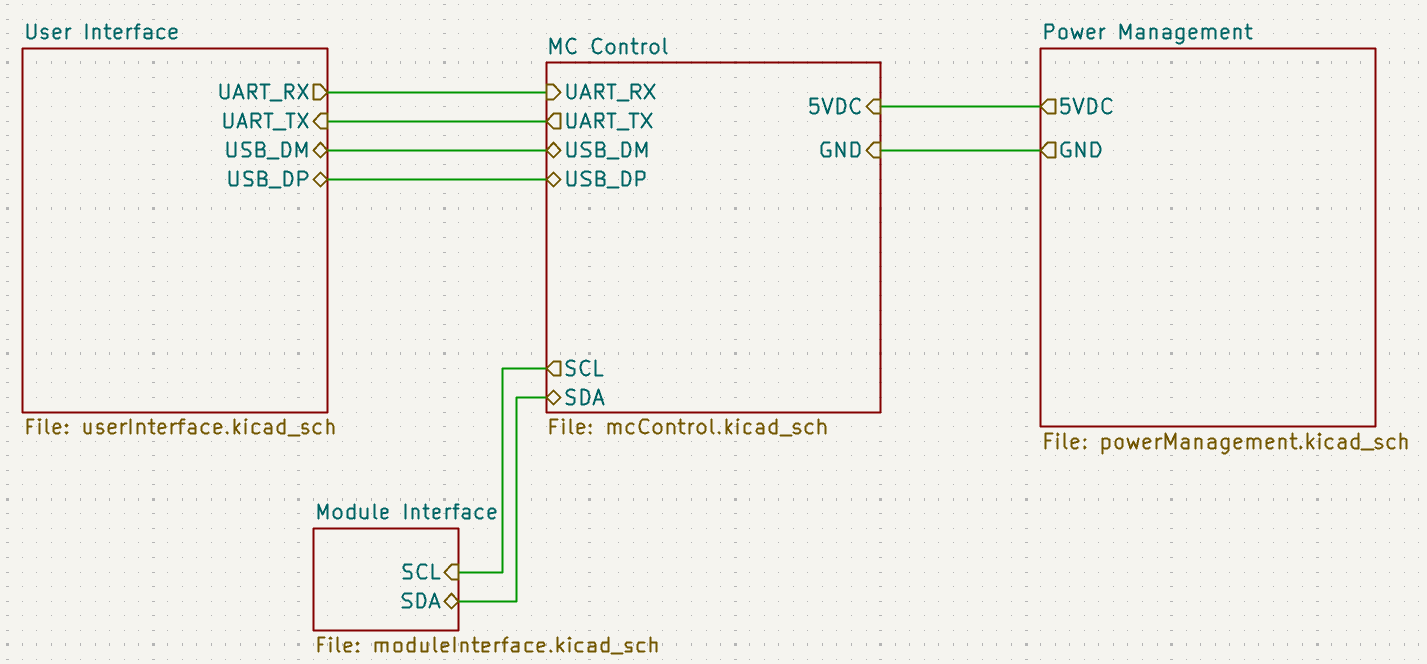 User Interface
UART_RX
UART_TX
USB_DM
USB_DP
File: userInterface.kicad_sch
MC Control
UART_RX
UART_TX
USB_DM
USB_DP
5VDC
GND
SCL
SDA
File: mcControl.kicad_sch
Power Management
5VDC
GND
File: powerManagement.kicad_sch
Module Interface
SCL
SDA
File: moduleInterface.kicad_sch